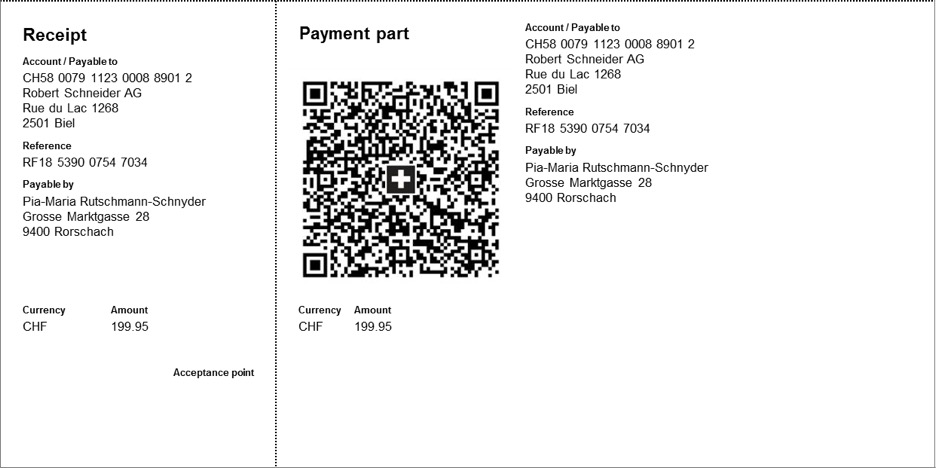 Receipt
Account / Payable to
CH58 0079 1123 0008 8901 2
Robert Schneider AG
Rue du Lac 1268
2501 Biel
Reference
RF18 5390 0754 7034
Payable by
Pia-Maria Rutschmann-Schnyder
Grosse Marktgasse 28
9400 Rorschach
Currency Amount
CHF 199.95
Acceptance point
Payment part
Currency Amount
CHF 199.95
Account / Payable to
CH58 0079 1123 0008 8901 2
Robert Schneider AG
Rue du Lac 1268
2501 Biel
Reference
RF18 5390 0754 7034
Payable by
Pia-Maria Rutschmann-Schnyder
Grosse Marktgasse 28
9400 Rorschach